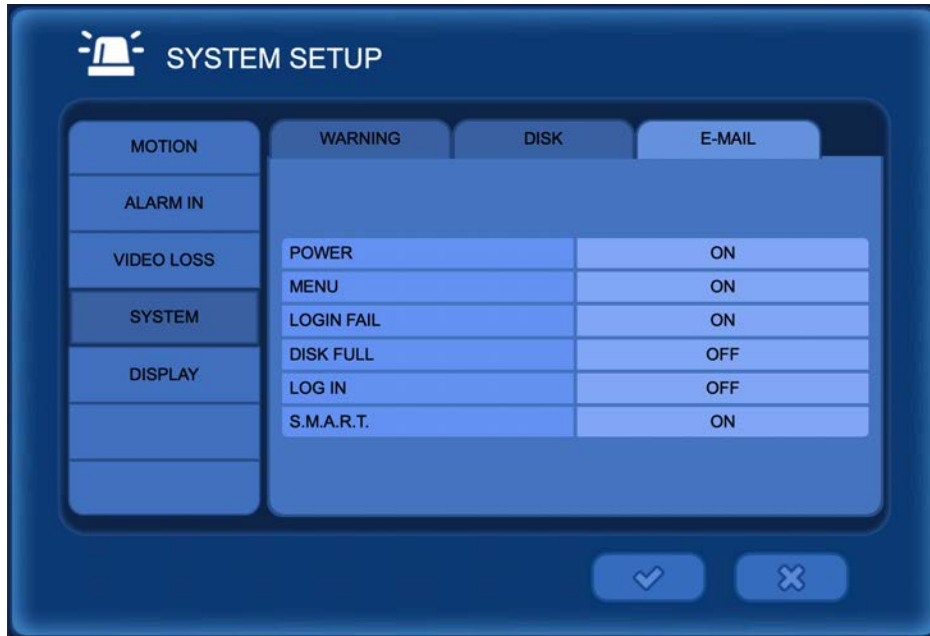 SYSTEM SETUP
MOTION
ALARM IN
VIDEO LOSS
SYSTEM
DISPLAY
WARNING DISK E-MAIL
POWER ON
MENU ON
LOGIN FAIL ON
DISK FULL OFF
LOG IN OFF
S.M.A.R.T. ON